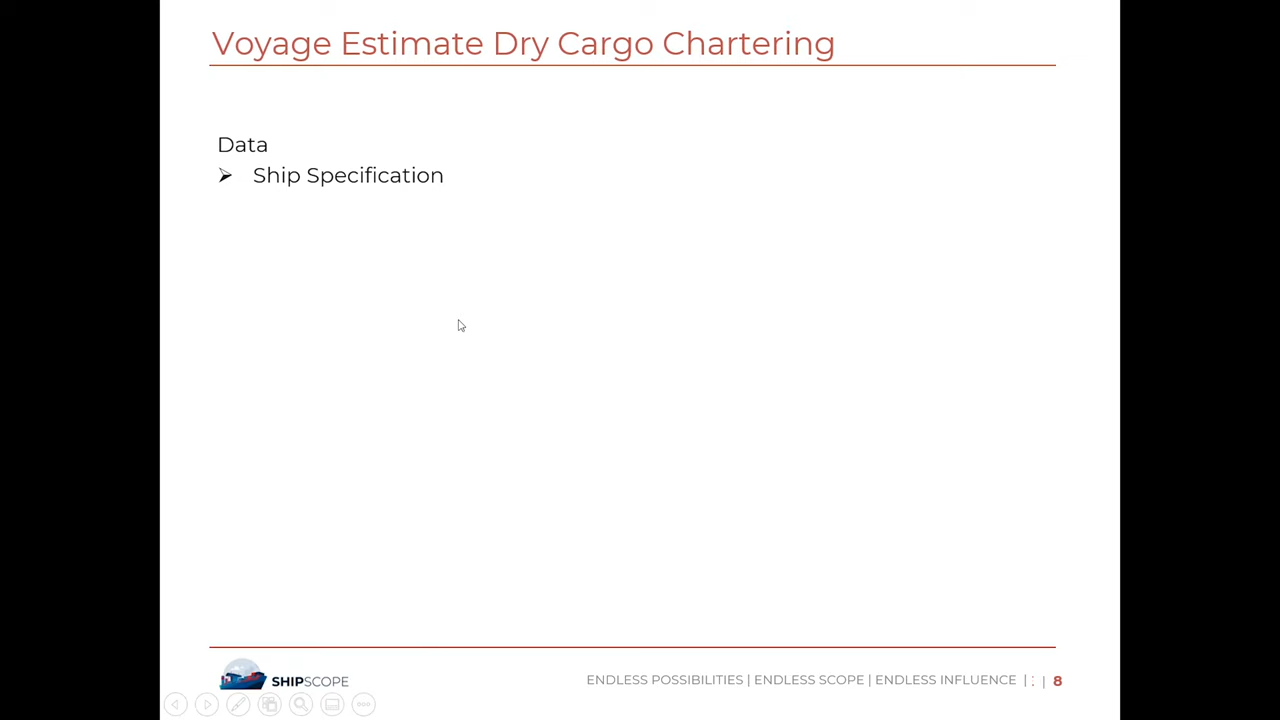 Voyage Estimate Dry Cargo Chartering
Data
➢ Ship Specification
SHIPSCOPE
ENDLESS POSSIBILITIES | ENDLESS SCOPE | ENDLESS INFLUENCE | : | 8